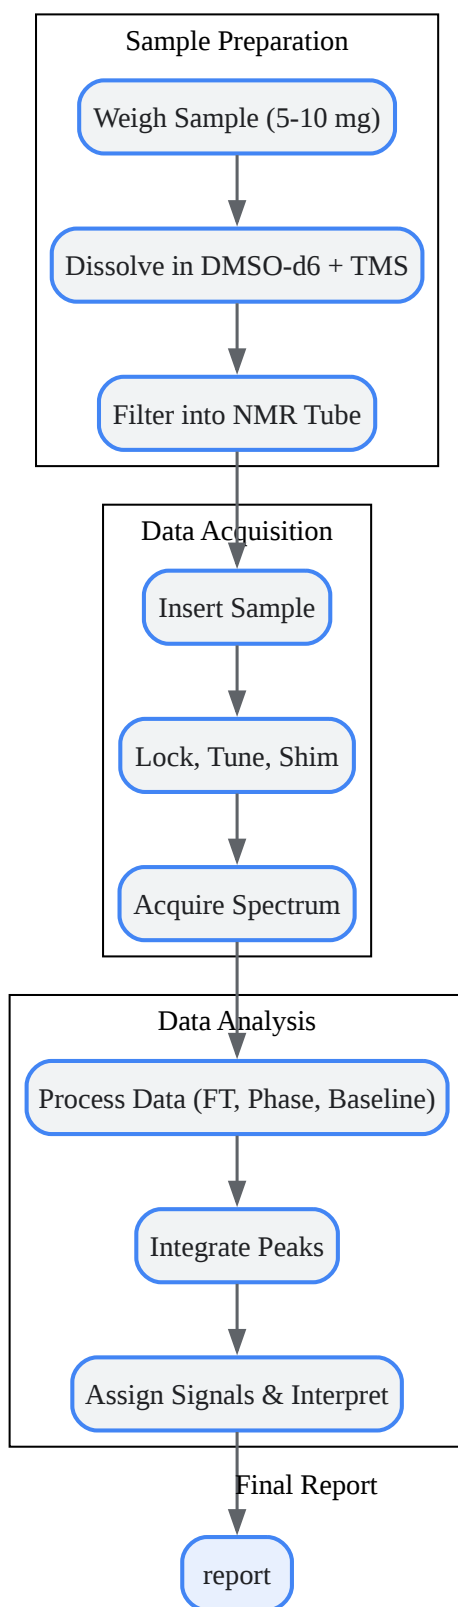 Sample Preparation
Weigh Sample (5-10 mg)
Dissolve in DMSO-d6 + TMS
Filter into NMR Tube
Data Acquisition
Insert Sample
Lock, Tune, Shim
Acquire Spectrum
Data Analysis
Process Data (FT, Phase, Baseline)
Integrate Peaks
Assign Signals & Interpret
Final Report
report